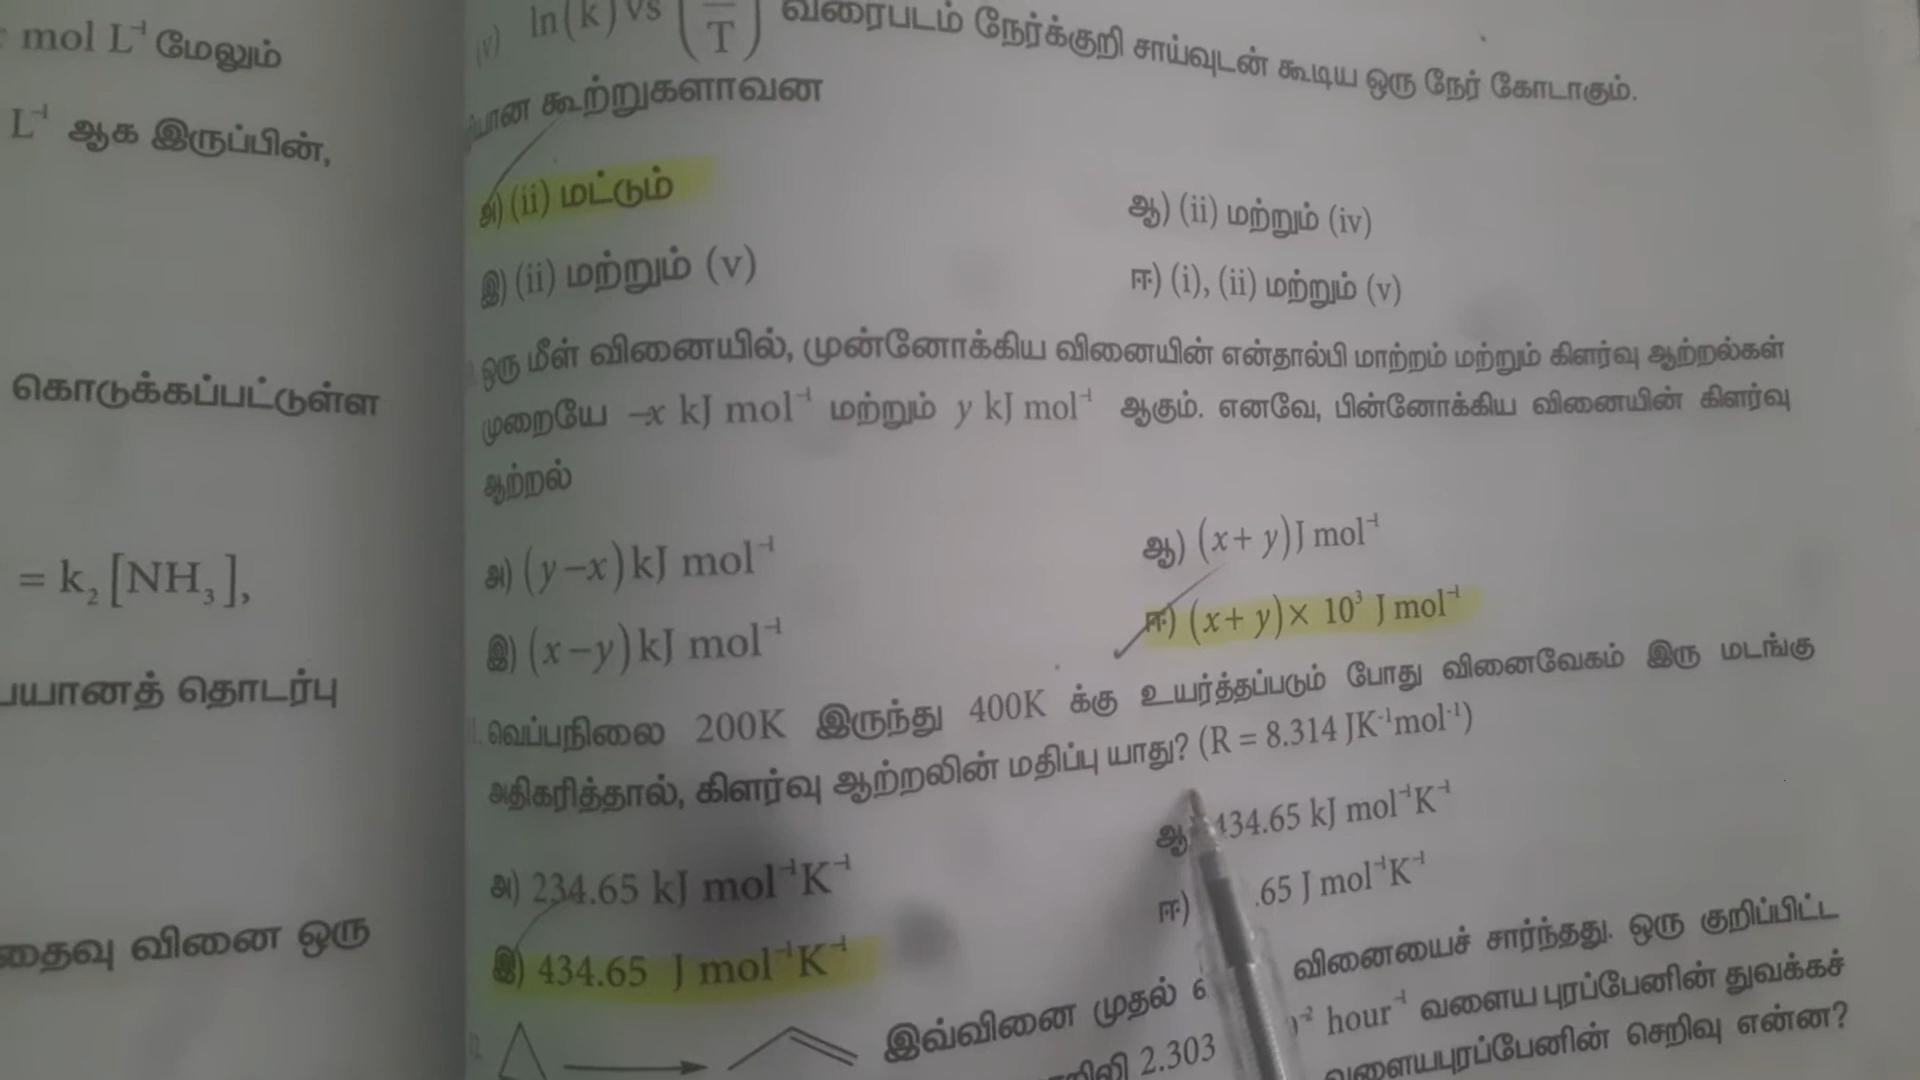 mol L⁻¹ மேலும்
L⁻¹ ஆக இருப்பின்,
கொடுக்கப்பட்டுள்ள
= k₂ [NH₃],
தொடர்பு
வினை ஒரு
(v) ln(k) vs (—/T) வரைபடம் நேர்க்குறி சாய்வுடன் கூடிய ஒரு நேர் கோடாகும்.
கூற்றுகளாவன
அ) (ii) மட்டும்
ஆ) (ii) மற்றும் (iv)
இ) (ii) மற்றும் (v)
ஈ) (i), (ii) மற்றும் (v)
ஒரு மீள் வினையில், முன்னோக்கிய வினையின் என்தால்பி மாற்றம் மற்றும் கிளர்வு ஆற்றல்கள்
முறையே –x kJ mol⁻¹ மற்றும் y kJ mol⁻¹ ஆகும். எனவே, பின்னோக்கிய வினையின் கிளர்வு
ஆற்றல்
அ) (y–x) kJ mol⁻¹
ஆ) (x+ y) J mol⁻¹
இ) (x–y) kJ mol⁻¹
ஈ) (x+ y)× 10³ J mol⁻¹
வெப்பநிலை 200K இருந்து 400K க்கு உயர்த்தப்படும் போது வினைவேகம் இரு மடங்கு
அதிகரித்தால், கிளர்வு ஆற்றலின் மதிப்பு யாது? (R = 8.314 JK⁻¹mol⁻¹)
அ) 234.65 kJ mol⁻¹K⁻¹
ஆ) 434.65 kJ mol⁻¹K⁻¹
இ) 434.65 J mol⁻¹K⁻¹
ஈ) .65 J mol⁻¹K⁻¹
இவ்வினை முதல் வினையைச் சார்ந்தது. ஒரு குறிப்பிட்ட
2.303 hour⁻¹ வளைய புரப்பேனின் துவக்கச்
வளையபுரப்பேனின் செறிவு என்ன?